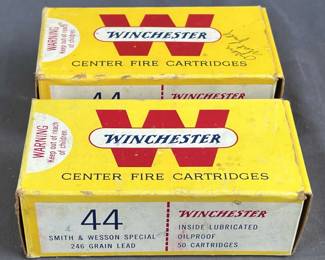 WARNING
Keep out of reach
of children.
W
WINCHESTER
CENTER FIRE CARTRIDGES
44
WINCHESTER
WARNING
Keep out of reach
of children.
W
WINCHESTER
CENTER FIRE CARTRIDGES
44
SMITH & WESSON SPECIAL
246 GRAIN LEAD
WINCHESTER
INSIDE LUBRICATED
OILPROOF
50 CARTRIDGES